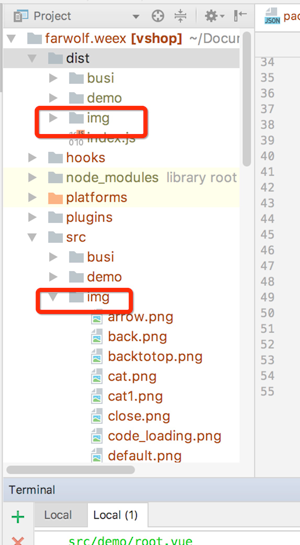 Project
pac
farwolf.weex [vshop] ~/Docum
dist
busi
demo
img
index.js
hooks
node_modules library root
platforms
plugins
src
busi
demo
img
arrow.png
back.png
backtotop.png
cat.png
cat1.png
close.png
code_loading.png
default.png
34
35
36
37
38
39
40
41
42
43
44
45
46
47
48
49
50
51
52
53
54
55
Terminal
Local
Local (1)
src/demo/root.vue